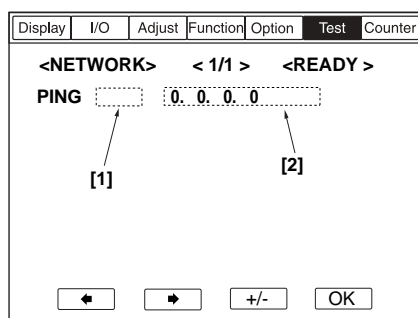 Display I/O Adjust Function Option Test Counter
<NETWORK> < 1/1 > <READY >
PING 0. 0. 0. 0
[1] [2]
+/- OK